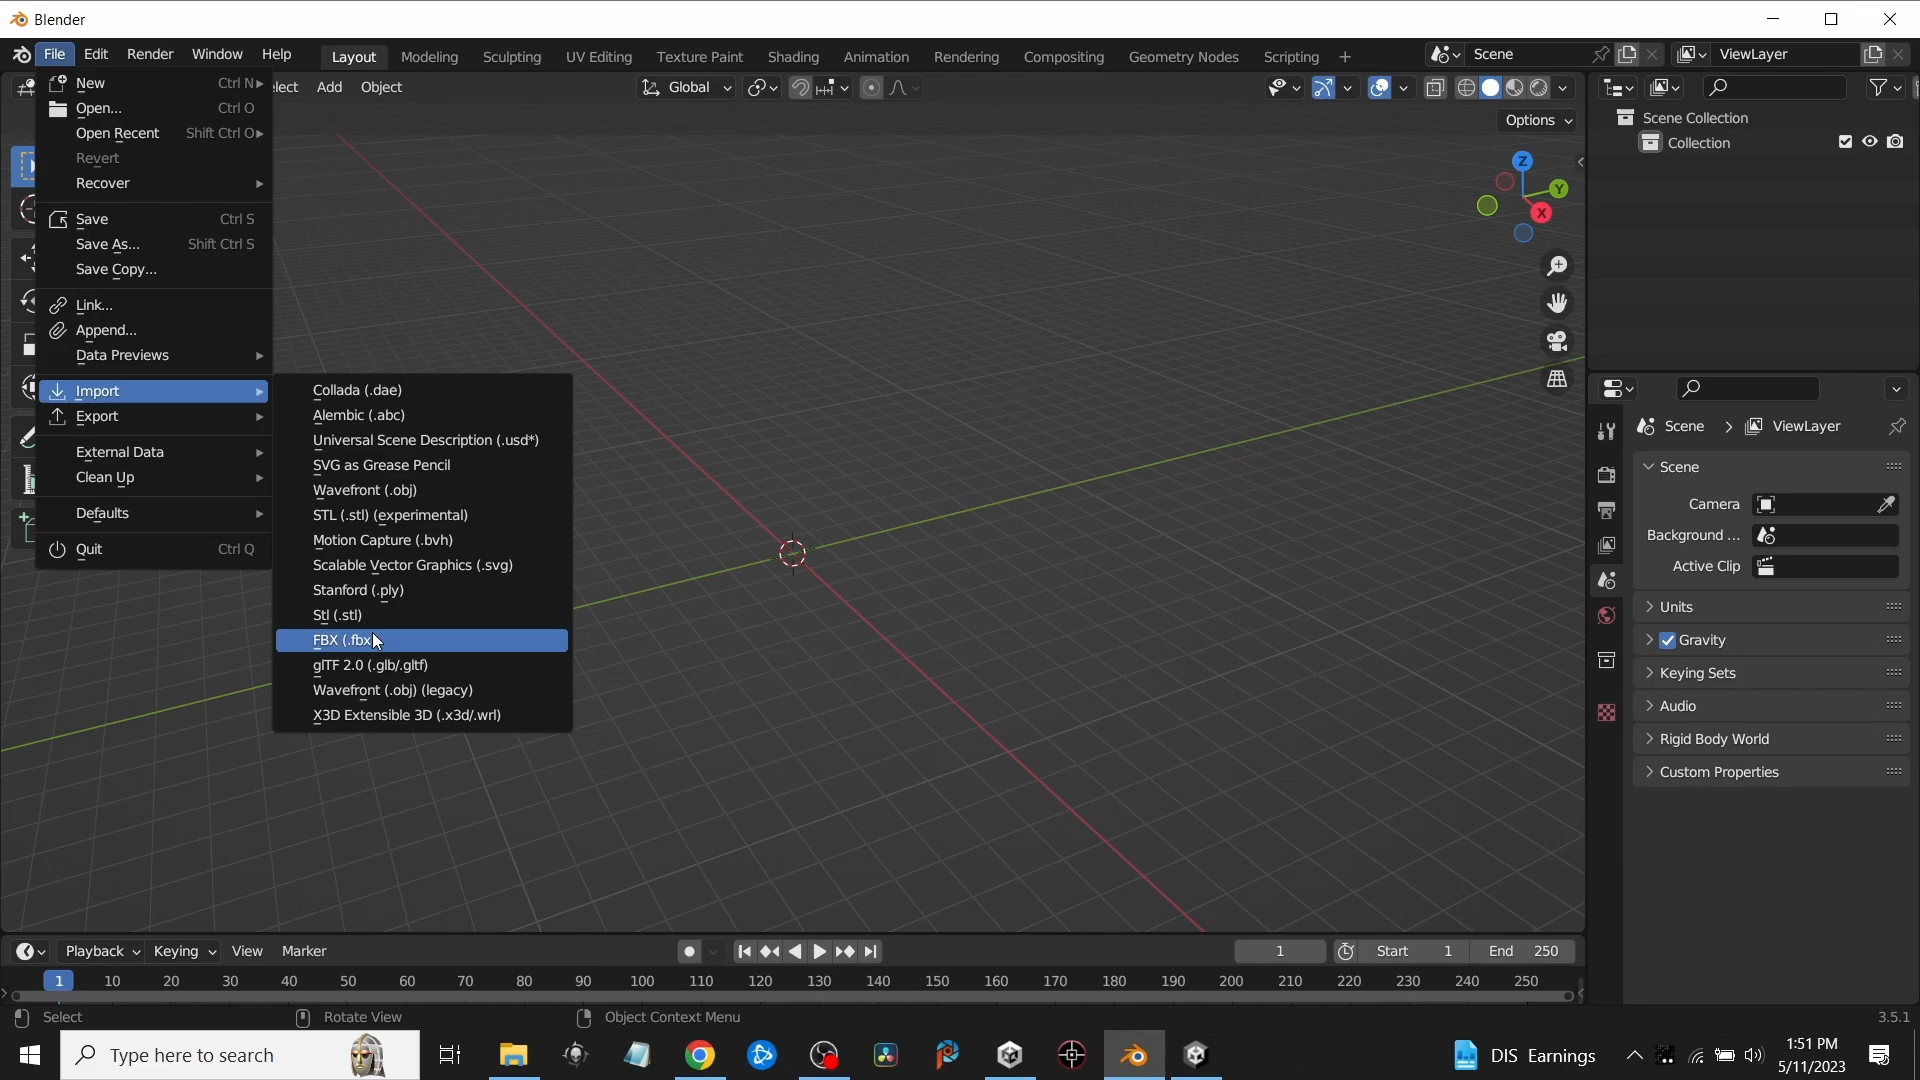 Blender
File Edit Render Window Help Layout Modeling Sculpting UV Editing Texture Paint Shading Animation Rendering Compositing Geometry Nodes Scripting + Scene ViewLayer
lect Add Object Global
Options
New Ctrl N
Open... Ctrl O
Open Recent Shift Ctrl O
Revert
Recover
Save Ctrl S
Save As... Shift Ctrl S
Save Copy...
Link...
Append...
Data Previews
Import
Export
External Data
Clean Up
Defaults
Quit Ctrl Q
Collada (.dae)
Alembic (.abc)
Universal Scene Description (.usd*)
SVG as Grease Pencil
Wavefront (.obj)
STL (.stl) (experimental)
Motion Capture (.bvh)
Scalable Vector Graphics (.svg)
Stanford (.ply)
Stl (.stl)
FBX (.fbx
glTF 2.0 (.glb/.gltf)
Wavefront (.obj) (legacy)
X3D Extensible 3D (.x3d/.wrl)
Z
Y
X
Scene Collection
Collection
Scene > ViewLayer
Scene
Camera
Background ...
Active Clip
Units
Gravity
Keying Sets
Audio
Rigid Body World
Custom Properties
Playback Keying View Marker 1 Start 1 End 250
1 10 20 30 40 50 60 70 80 90 100 110 120 130 140 150 160 170 180 190 200 210 220 230 240 250
Select Rotate View Object Context Menu 3.5.1
Type here to search DIS Earnings 1:51 PM
5/11/2023